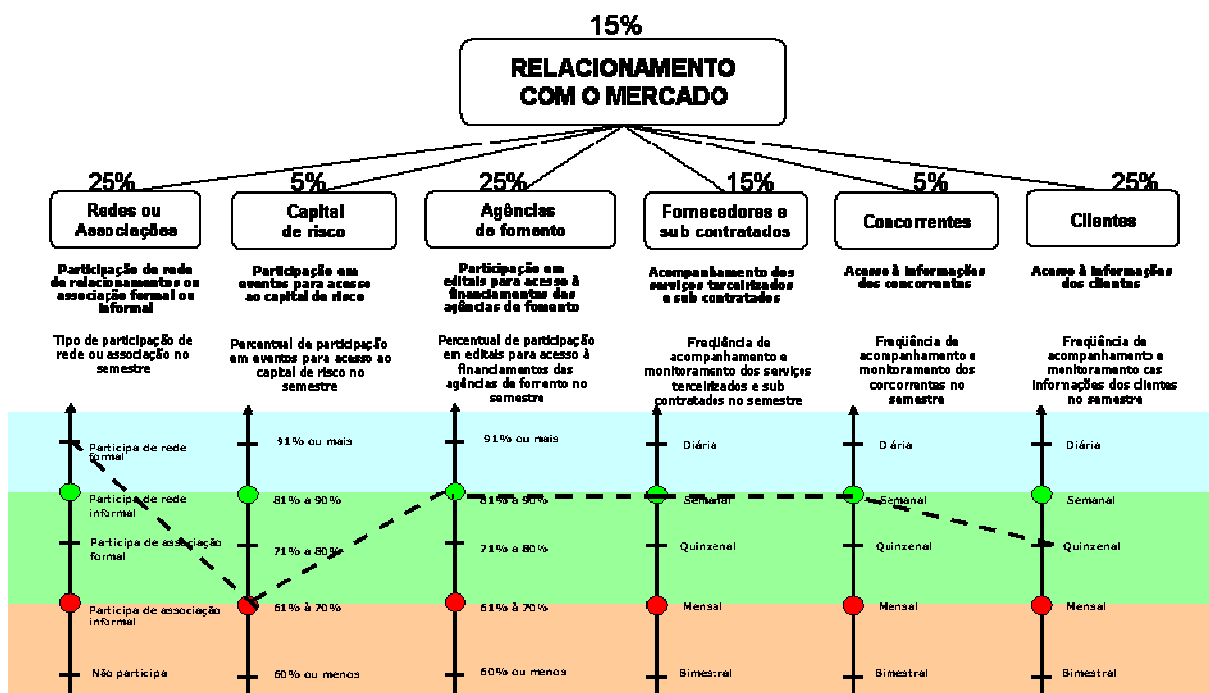 15%
RELACIONAMENTO
COM O MERCADO
25%
Redes ou
Associações
5%
Capital
de risco
25%
Agências
de fomento
15%
Fornecedores e
sub contratados
5%
Concorrentes
25%
Clientes
Participação de rede
de relacionamentos ou
associação formal ou
informal
Participação em
eventos para acesso
ao capital de risco
Participação em
editais para acesso à
financiamentos das
agências de fomento
Acompanhamento dos
serviços terceirizados
e sub contratados
Acesso à informações
dos concorrentes
Acesso à informações
dos clientes
Tipo de participação de
rede ou associação no
semestre
Percentual de participação
em eventos para acesso ao
capital de risco no
semestre
Percentual de participação
em editais para acesso à
financiamentos das
agências de fomento no
semestre
Freqüência de
acompanhamento e
monitoramento dos serviços
terceirizados e sub
contratados no semestre
Freqüência de
acompanhamento e
monitoramento dos
concorrentes no
semestre
Freqüência de
acompanhamento e
monitoramento das
informações dos clientes
no semestre
Participa de rede
formal
Participa de rede
informal
Participa de associação
formal
Participa de associação
informal
Não participa
91% ou mais
81% a 90%
71% a 80%
61% à 70%
60% ou menos
91% ou mais
81% a 90%
71% a 80%
61% à 70%
60% ou menos
Diária
Semanal
Quinzenal
Mensal
Bimestral
Diária
Semanal
Quinzenal
Mensal
Bimestral
Diária
Semanal
Quinzenal
Mensal
Bimestral